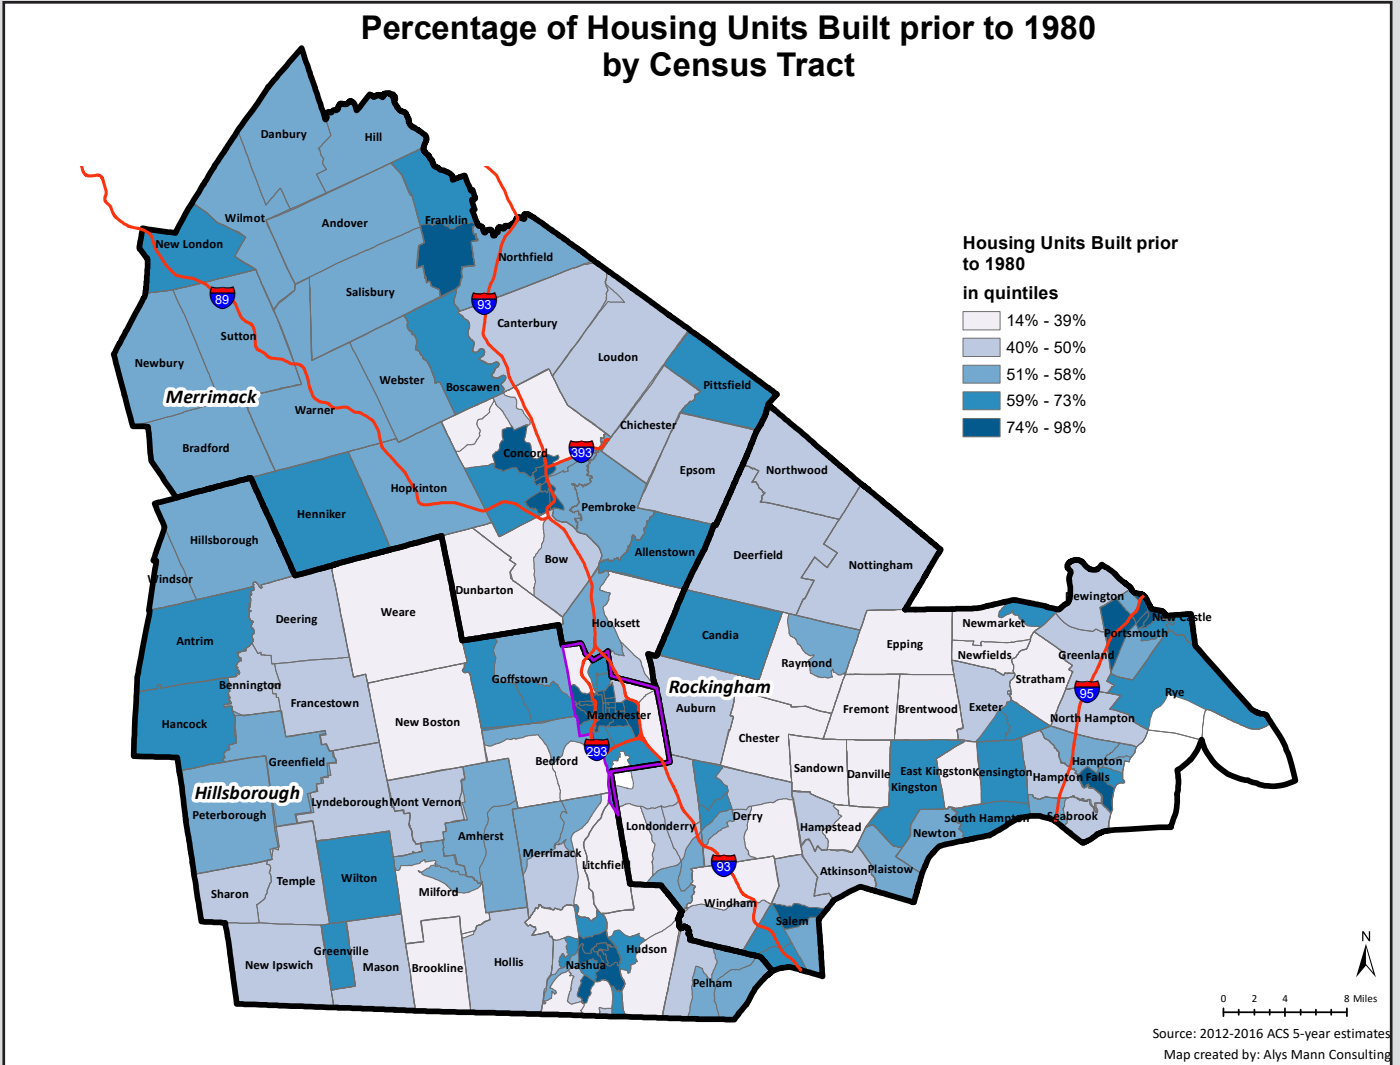 Percentage of Housing Units Built prior to 1980
by Census Tract
Danbury
Hill
Wilmot
Andover
Franklin
New London
Northfield
Salisbury
89
93
Canterbury
Sutton
Loudon
Newbury
Webster
Boscawen
Pittsfield
Merrimack
Warner
Chichester
Bradford
Concord
393
Epsom
Northwood
Hopkinton
Pembroke
Henniker
Hillsborough
Allenstown
Deerfield
Nottingham
Bow
Windsor
Dunbarton
Weare
Deering
Hooksett
Newington
New Castle
Portsmouth
Antrim
Candia
Newmarket
Epping
Newfields
Greenland
Raymond
Stratham
Bennington
Goffstown
Rockingham
95
Rye
Francestown
Auburn
Fremont
Brentwood
Exeter
Hancock
New Boston
Manchester
North Hampton
Chester
293
Greenfield
Bedford
Sandown
Danville
East Kingston
Kensington
Hampton
Hampton Falls
Kingston
Hillsborough
Lyndeborough
Mont Vernon
Peterborough
Londonderry
Derry
Hampstead
South Hampton
Seabrook
Newton
Amherst
Merrimack
Litchfield
93
Atkinson
Plaistow
Temple
Wilton
Sharon
Milford
Windham
Salem
Greenville
Hudson
New Ipswich
Mason
Brookline
Hollis
Nashua
Pelham
Housing Units Built prior
to 1980
in quintiles
14% - 39%
40% - 50%
51% - 58%
59% - 73%
74% - 98%
N
0 2 4 8 Miles
Source: 2012-2016 ACS 5-year estimates
Map created by: Alys Mann Consulting